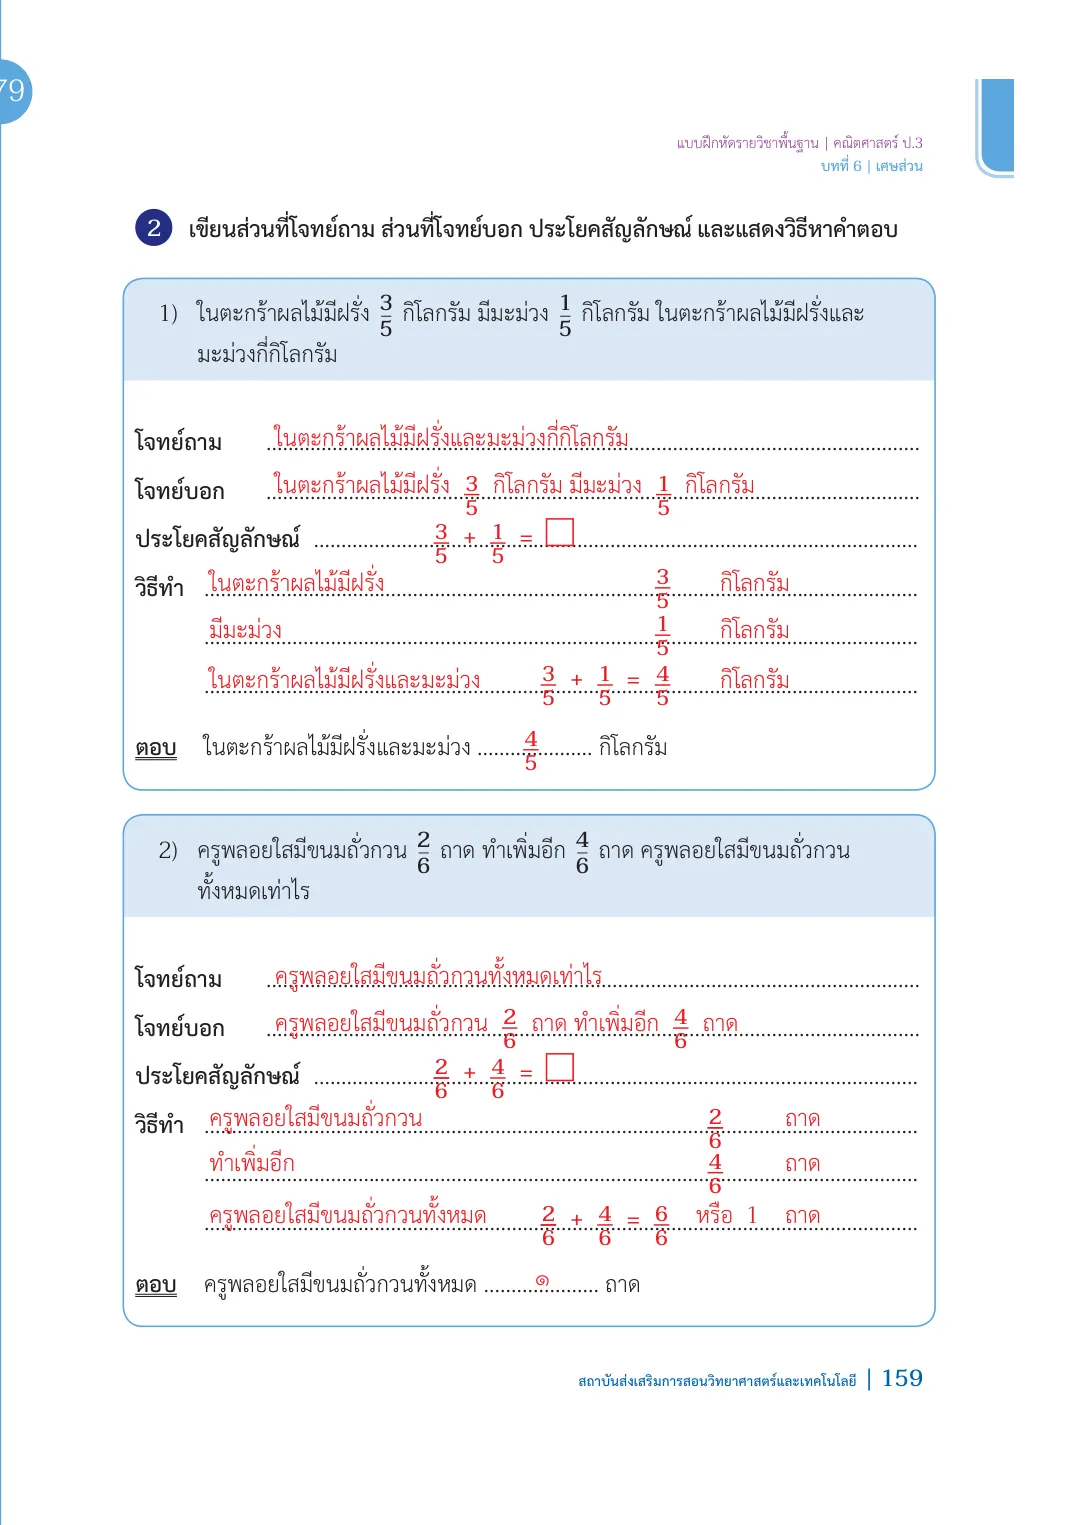 79
แบบฝึกหัดรายวิชาพื้นฐาน | คณิตศาสตร์ ป.3
บทที่ 6 | เศษส่วน
2 เขียนส่วนที่โจทย์ถาม ส่วนที่โจทย์บอก ประโยคสัญลักษณ์ และแสดงวิธีหาคำตอบ
1) ในตะกร้าผลไม้มีฝรั่ง 3/5 กิโลกรัม มีมะม่วง 1/5 กิโลกรัม ในตะกร้าผลไม้มีฝรั่งและ
มะม่วงกี่กิโลกรัม
โจทย์ถาม ในตะกร้าผลไม้มีฝรั่งและมะม่วงกี่กิโลกรัม
โจทย์บอก ในตะกร้าผลไม้มีฝรั่ง 3/5 กิโลกรัม มีมะม่วง 1/5 กิโลกรัม
ประโยคสัญลักษณ์ 3/5 + 1/5 = □
วิธีทำ ในตะกร้าผลไม้มีฝรั่ง 3/5 กิโลกรัม
มีมะม่วง 1/5 กิโลกรัม
ในตะกร้าผลไม้มีฝรั่งและมะม่วง 3/5 + 1/5 = 4/5 กิโลกรัม
ตอบ ในตะกร้าผลไม้มีฝรั่งและมะม่วง 4/5 กิโลกรัม
2) ครูพลอยใสมีขนมถั่วกวน 2/6 ถาด ทำเพิ่มอีก 4/6 ถาด ครูพลอยใสมีขนมถั่วกวน
ทั้งหมดเท่าไร
โจทย์ถาม ครูพลอยใสมีขนมถั่วกวนทั้งหมดเท่าไร
โจทย์บอก ครูพลอยใสมีขนมถั่วกวน 2/6 ถาด ทำเพิ่มอีก 4/6 ถาด
ประโยคสัญลักษณ์ 2/6 + 4/6 = □
วิธีทำ ครูพลอยใสมีขนมถั่วกวน 2/6 ถาด
ทำเพิ่มอีก 4/6 ถาด
ครูพลอยใสมีขนมถั่วกวนทั้งหมด 2/6 + 4/6 = 6/6 หรือ 1 ถาด
ตอบ ครูพลอยใสมีขนมถั่วกวนทั้งหมด ๑ ถาด
สถาบันส่งเสริมการสอนวิทยาศาสตร์และเทคโนโลยี | 159